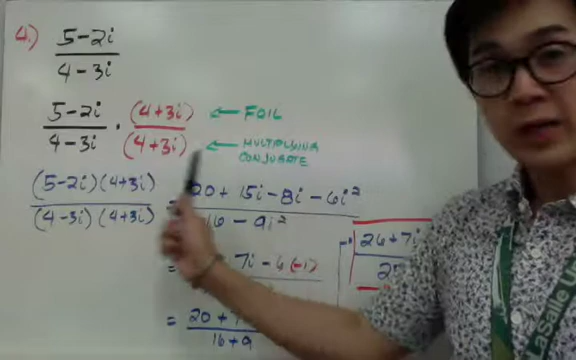 4.) 5-2i
4-3i
5-2i . (4+3i) ← FOIL
4-3i (4+3i) ← MULTIPLYING
CONJUGATE
(5-2i)(4+3i) = 20 + 15i - 8i - 6i²
(4-3i)(4+3i) 16 - 9i²
26+7i
= 7i - 6(-1)
= 20 +
16+9
LaSalle